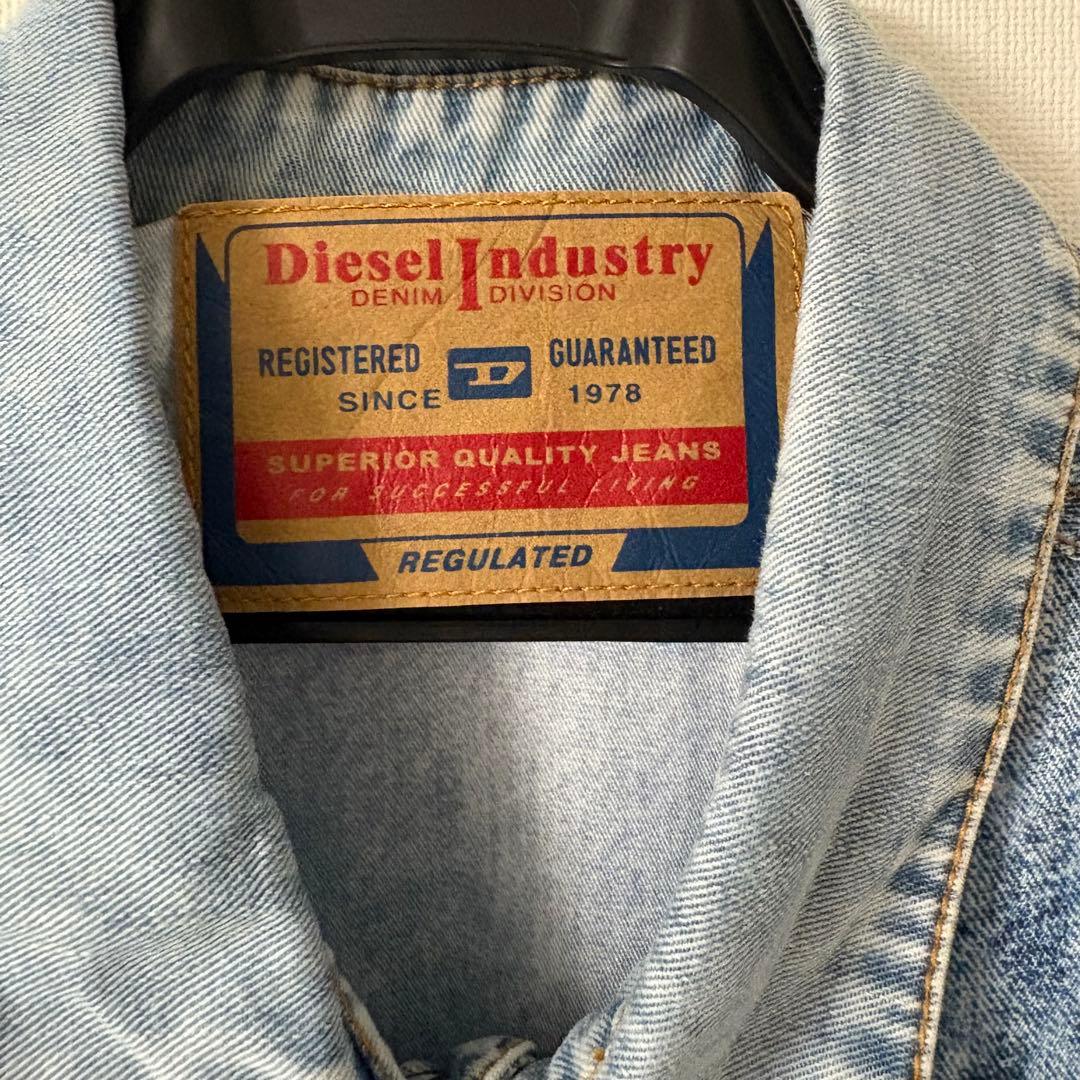 Diesel Industry
DENIM DIVISION
REGISTERED D GUARANTEED
SINCE 1978
SUPERIOR QUALITY JEANS
FOR SUCCESSFUL LIVING
REGULATED